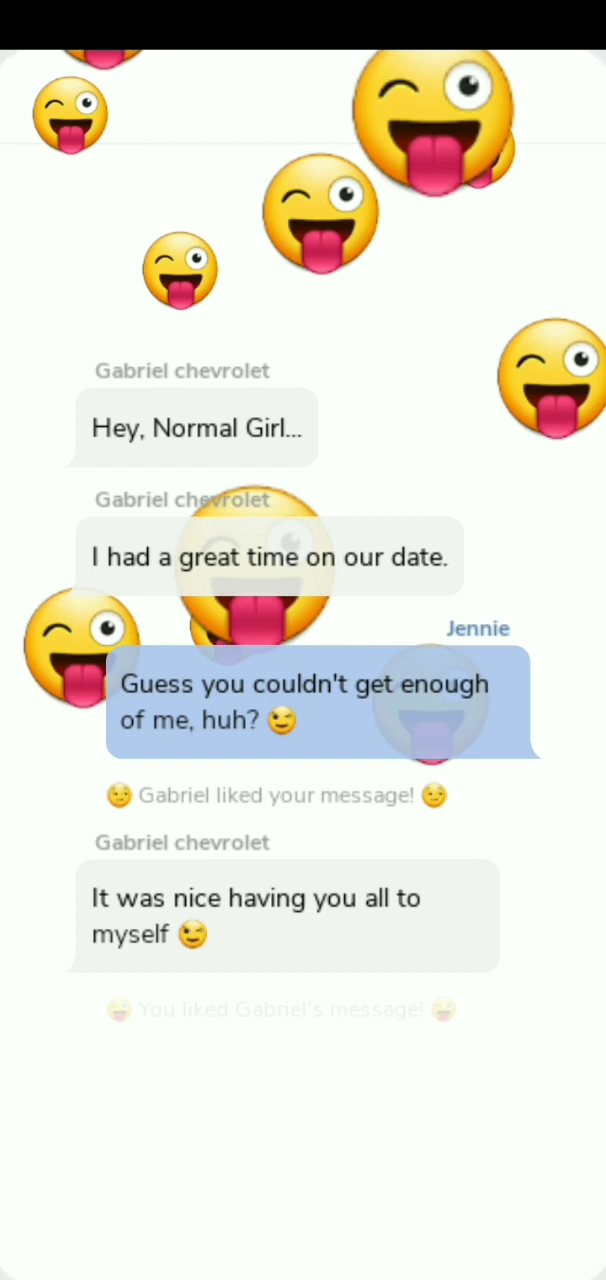 Gabriel chevrolet
Hey, Normal Girl...
Gabriel chevrolet
I had a great time on our date.
Jennie
Guess you couldn't get enough
of me, huh? 😉
😏 Gabriel liked your message! 😏
Gabriel chevrolet
It was nice having you all to
myself 😉
😜 You liked Gabriel's message! 😜